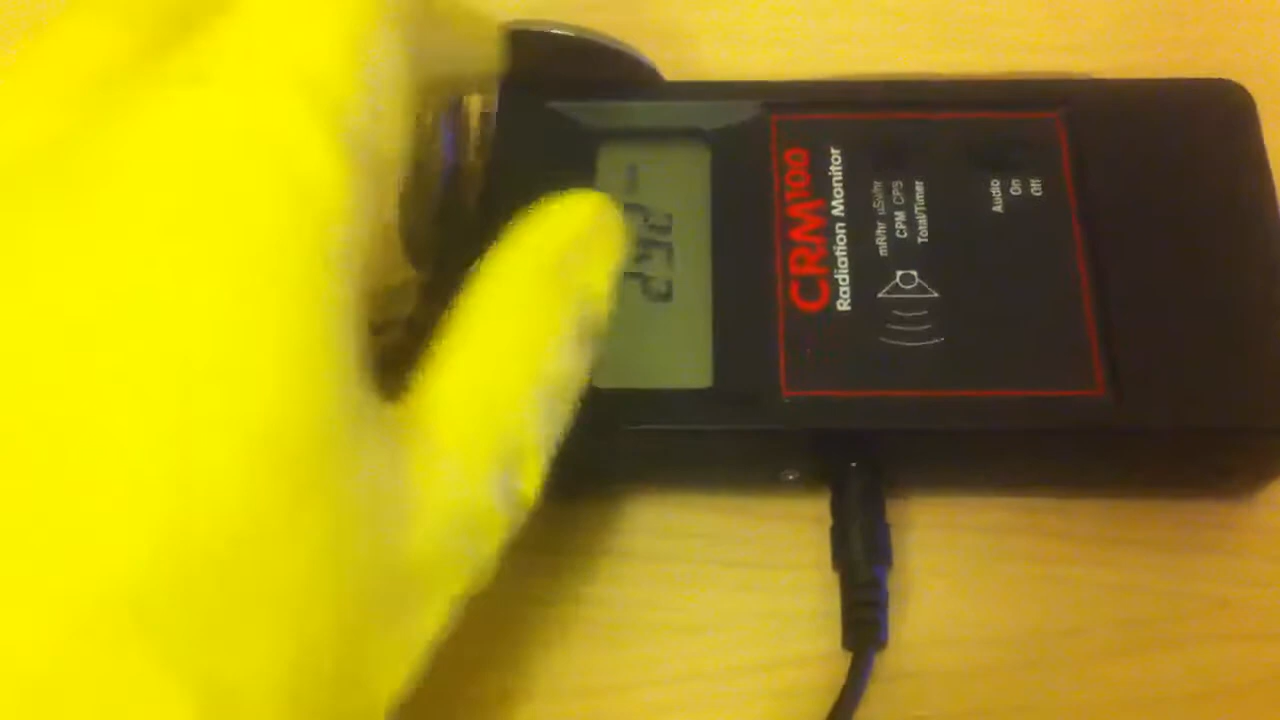 CRM100
Radiation Monitor
mR/hr µSv/hr
CPM CPS
Total/Timer
Audio
On
Off